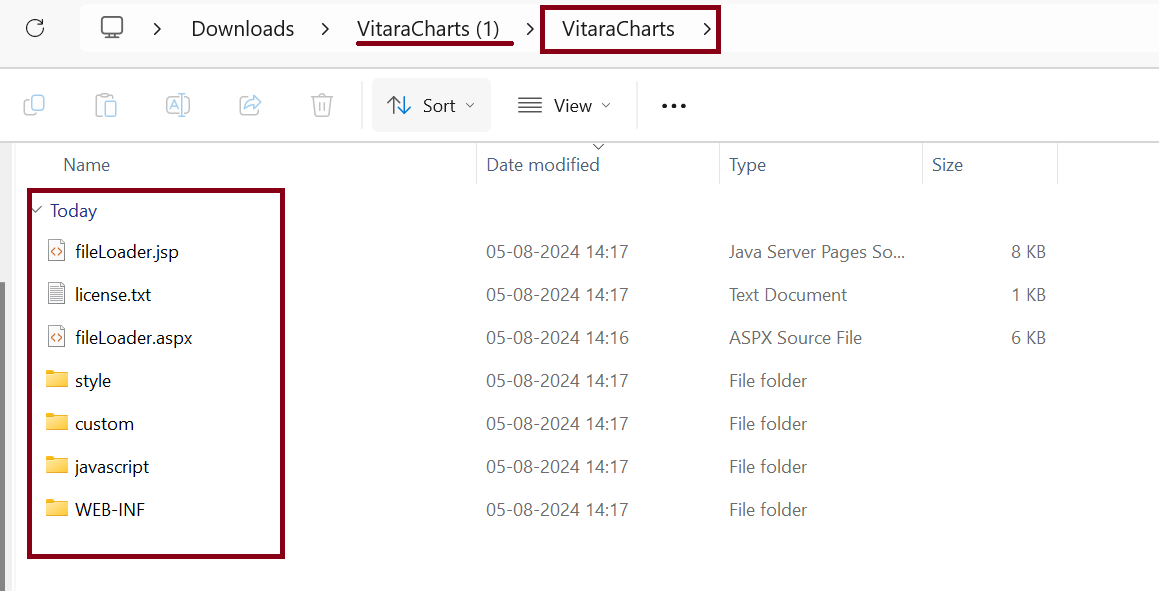 Downloads VitaraCharts (1) VitaraCharts
Sort View
Name Date modified Type Size
Today
fileLoader.jsp 05-08-2024 14:17 Java Server Pages So... 8 KB
license.txt 05-08-2024 14:17 Text Document 1 KB
fileLoader.aspx 05-08-2024 14:16 ASPX Source File 6 KB
style 05-08-2024 14:17 File folder
custom 05-08-2024 14:17 File folder
javascript 05-08-2024 14:17 File folder
WEB-INF 05-08-2024 14:17 File folder